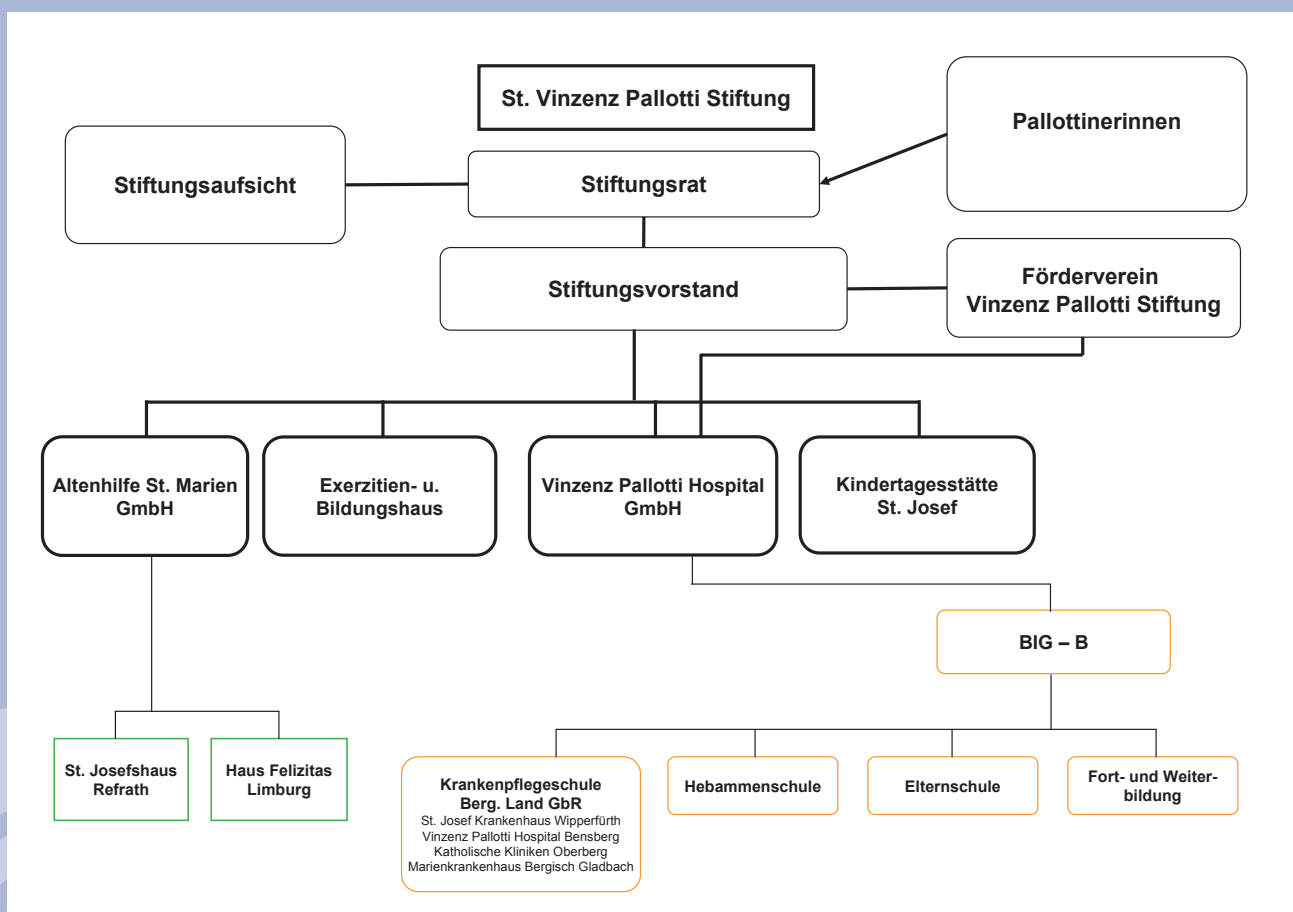 St. Vinzenz Pallotti Stiftung
Pallottinerinnen
Stiftungsaufsicht
Stiftungsrat
Stiftungsvorstand
Förderverein
Vinzenz Pallotti Stiftung
Altenhilfe St. Marien
GmbH
Exerzitien- u.
Bildungshaus
Vinzenz Pallotti Hospital
GmbH
Kindertagesstätte
St. Josef
BIG – B
St. Josefshaus
Refrath
Haus Felizitas
Limburg
Krankenpflegeschule
Berg. Land GbR
St. Josef Krankenhaus Wipperfürth
Vinzenz Pallotti Hospital Bensberg
Katholische Kliniken Oberberg
Marienkrankenhaus Bergisch Gladbach
Hebammenschule
Elternschule
Fort- und Weiter-
bildung